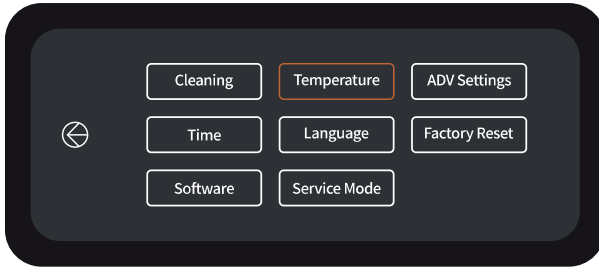 Cleaning
Temperature
ADV Settings
Time
Language
Factory Reset
Software
Service Mode